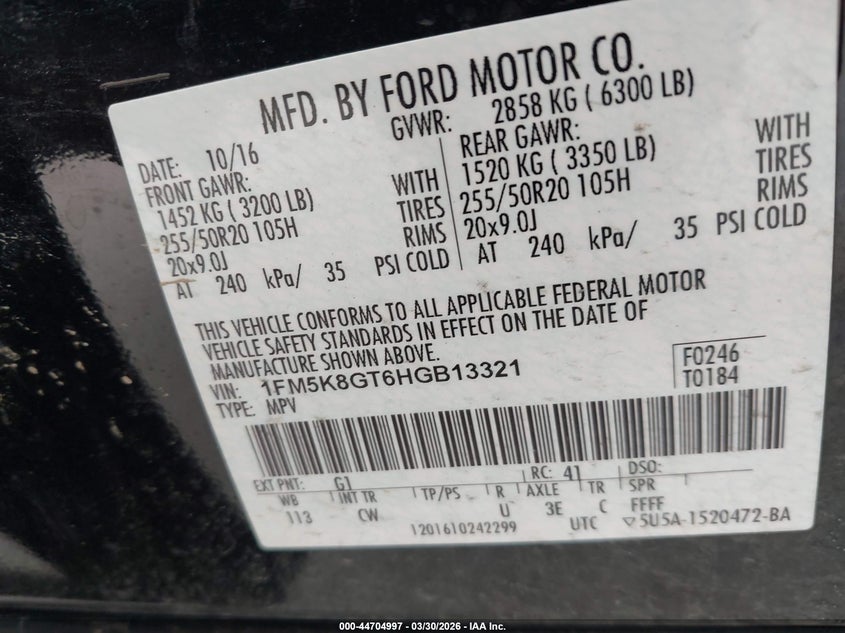 MFD. BY FORD MOTOR CO.
DATE: 10/16
GVWR: 2858 KG ( 6300 LB)
FRONT GAWR:
1452 KG ( 3200 LB) WITH
255/50R20 105H TIRES
20x9.0J RIMS
AT 240 kPa/ 35 PSI COLD
REAR GAWR:
1520 KG ( 3350 LB) WITH
255/50R20 105H TIRES
20x9.0J RIMS
AT 240 kPa/ 35 PSI COLD
THIS VEHICLE CONFORMS TO ALL APPLICABLE FEDERAL MOTOR
VEHICLE SAFETY STANDARDS IN EFFECT ON THE DATE OF
MANUFACTURE SHOWN ABOVE.
VIN: 1FM5K8GT6HGB13321
TYPE: MPV
F0246
T0184
EXT PNT: G1 RC: 41 DSO:
WB INT TR TP/PS R AXLE TR SPR
113 CW U 3E C FFFF
1201610242299 UTC ▽5U5A-1520472-BA
000-44704997 - 03/30/2026 - IAA Inc.